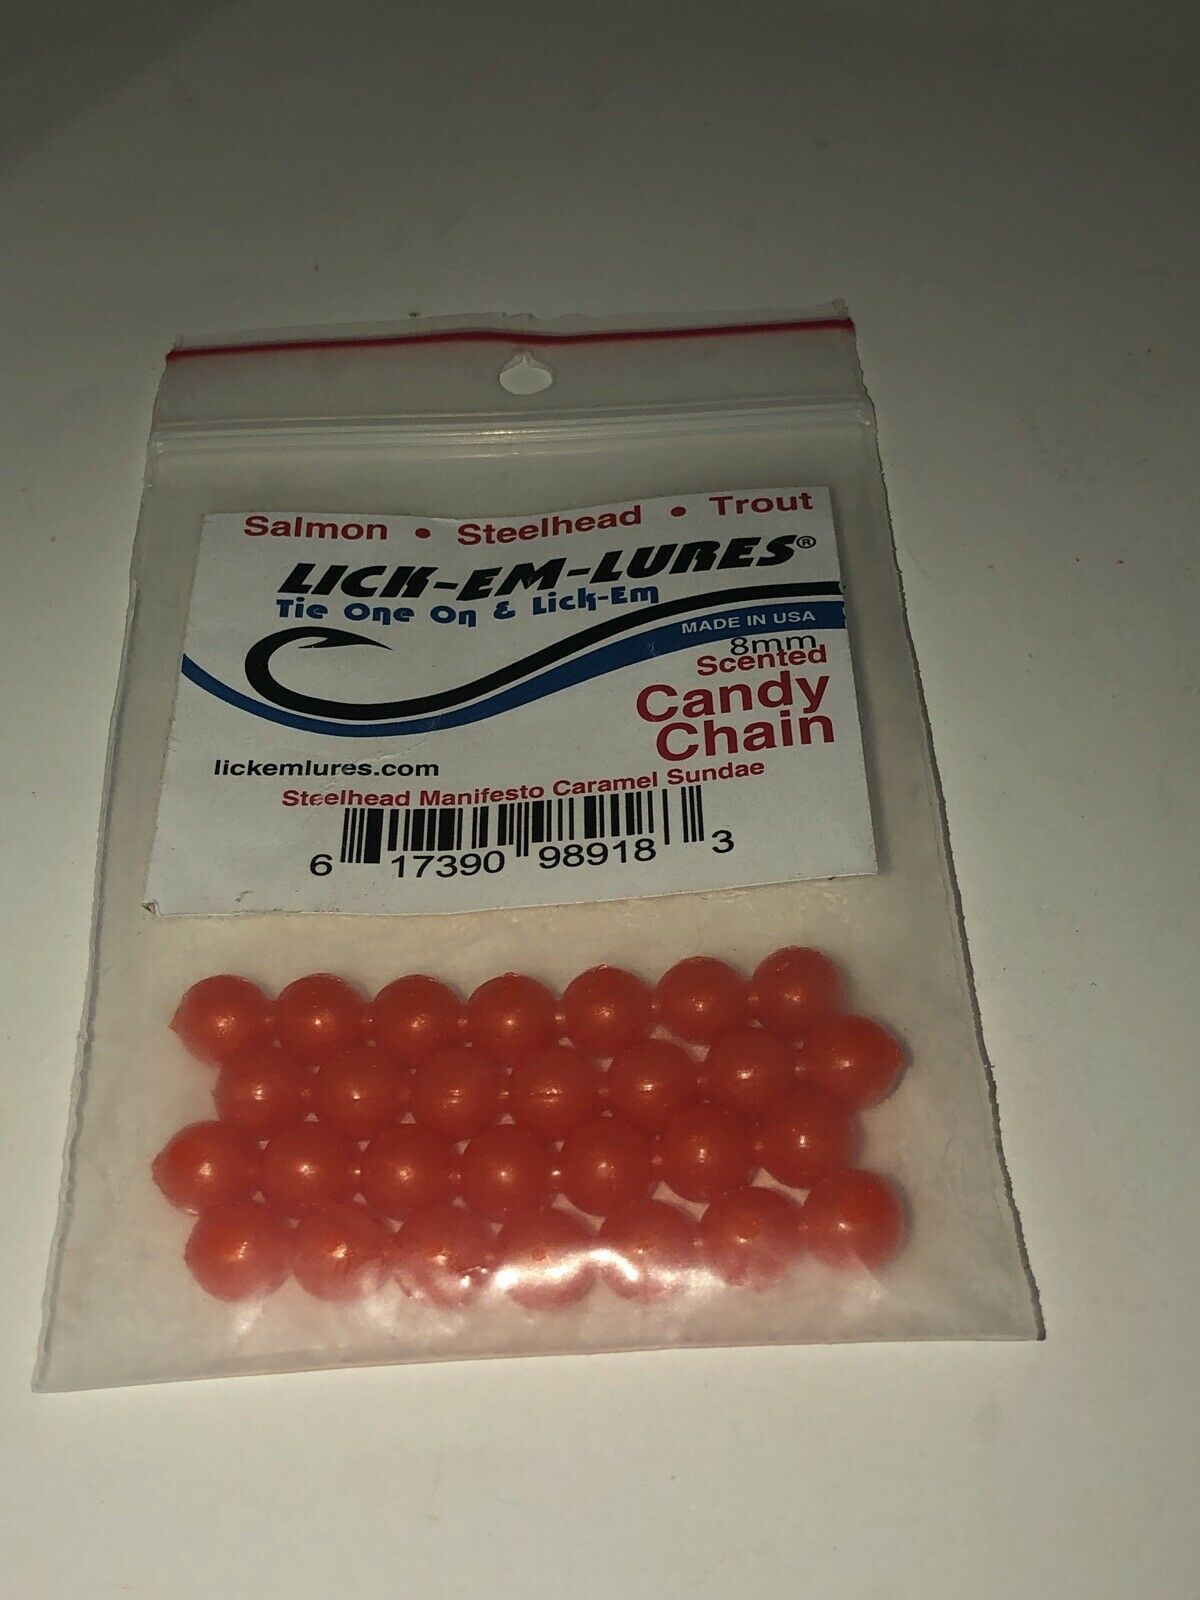 Salmon • Steelhead • Trout
LICK-EM-LURES®
Tie One On & Lick-Em
MADE IN USA
8mm
Scented
Candy
Chain
lickemlures.com
Steelhead Manifesto Caramel Sundae
6 17390 98918 3